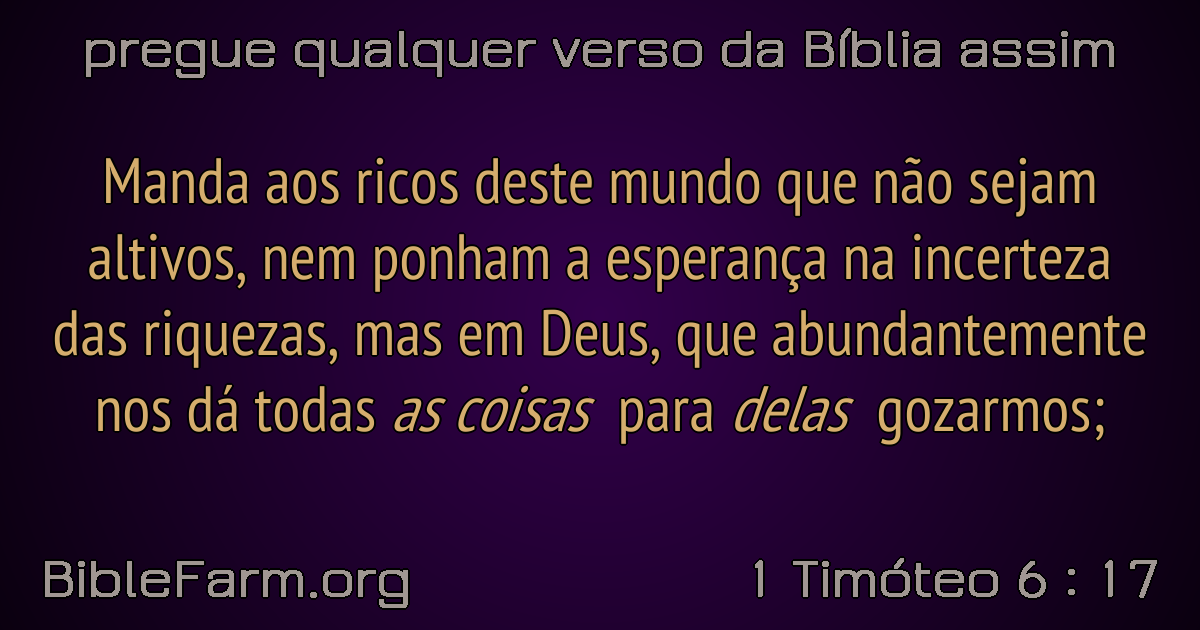 pregue qualquer verso da Bíblia assim
Manda aos ricos deste mundo que não sejam
altivos, nem ponham a esperança na incerteza
das riquezas, mas em Deus, que abundantemente
nos dá todas as coisas para delas gozarmos;
BibleFarm.org
1 Timóteo 6 : 17